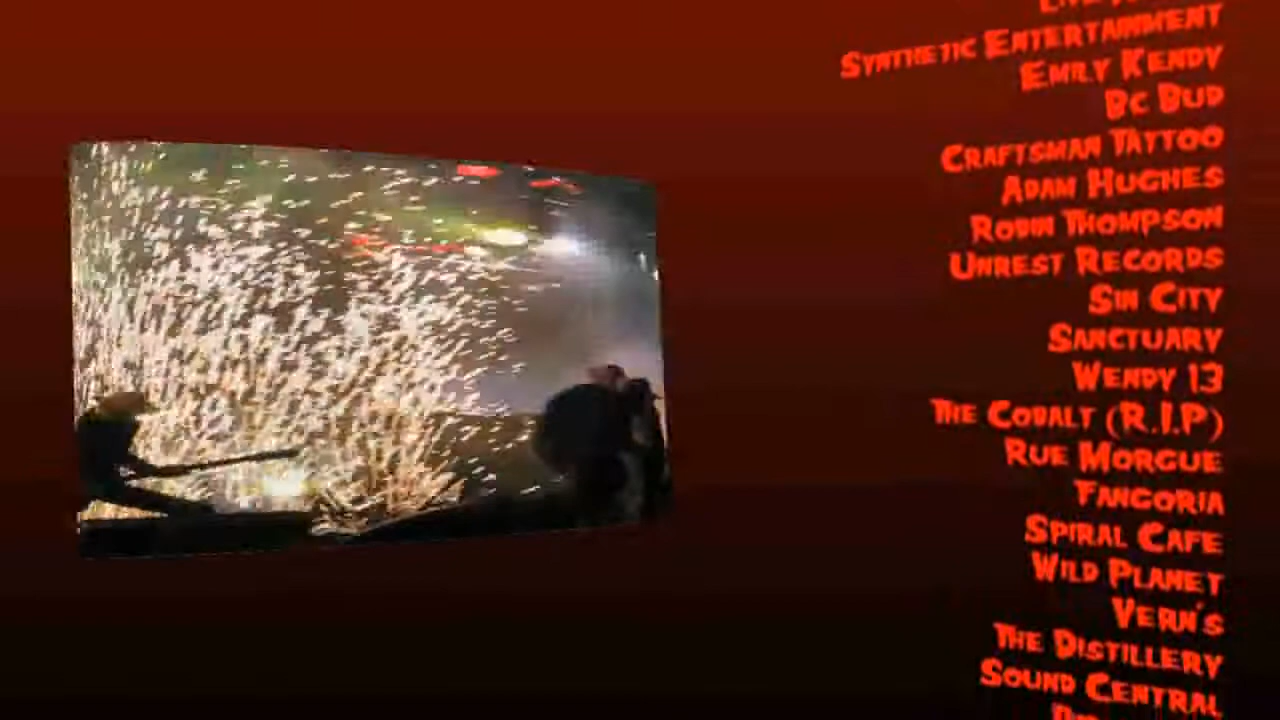 Synthetic Entertainment
Emily Kendy
BC Bud
Craftsman Tattoo
Adam Hughes
Robin Thompson
Unrest Records
Sin City
Sanctuary
Wendy 13
The Cobalt (R.I.P)
Rue Morgue
Fangoria
Spiral Cafe
Wild Planet
Vern's
The Distillery
Sound Central